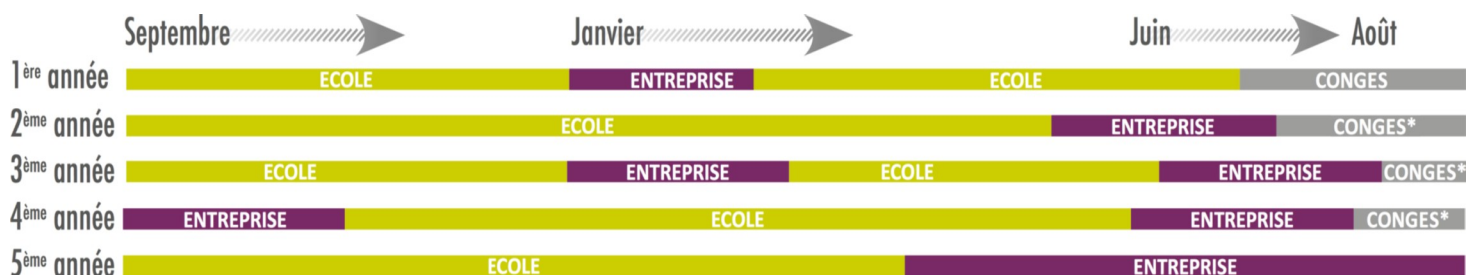 Septembre Janvier Juin Août
1ère année ECOLE ENTREPRISE ECOLE CONGES
2ème année ECOLE ENTREPRISE CONGES*
3ème année ECOLE ENTREPRISE ECOLE ENTREPRISE CONGES*
4ème année ENTREPRISE ECOLE ENTREPRISE CONGES*
5ème année ECOLE ENTREPRISE